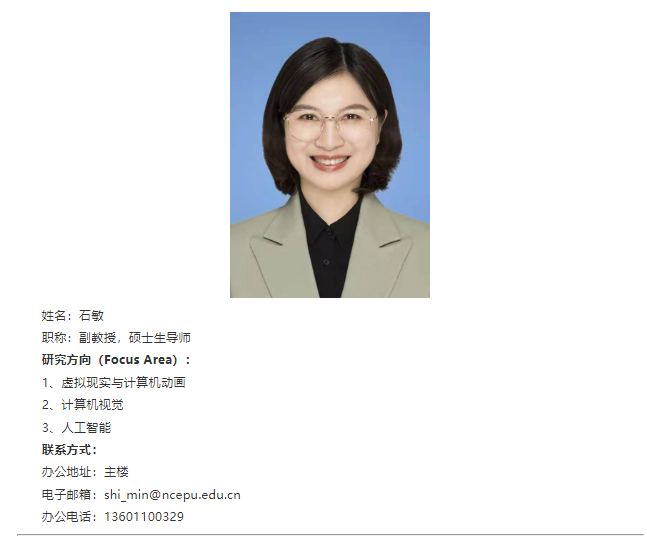 姓名：石敏
职称：副教授，硕士生导师
研究方向（Focus Area）：
1、虚拟现实与计算机动画
2、计算机视觉
3、人工智能
联系方式：
办公地址：主楼
电子邮箱：shi_min@ncepu.edu.cn
办公电话：13601100329